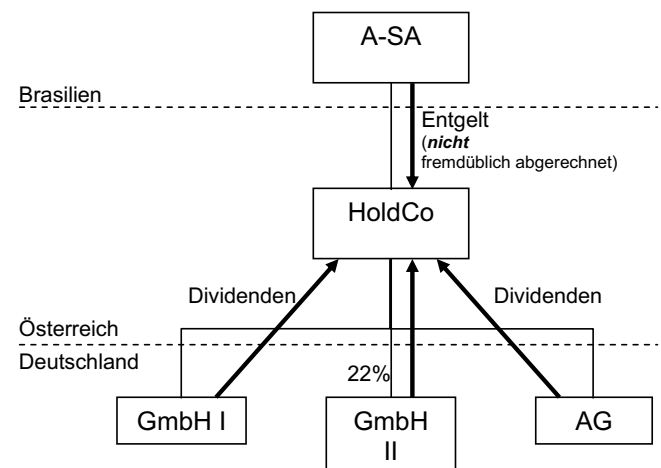 A-SA
Brasilien
Entgelt
(nicht
fremdüblich abgerechnet)
HoldCo
Dividenden
Dividenden
Österreich
Deutschland
22%
GmbH I
GmbH
II
AG